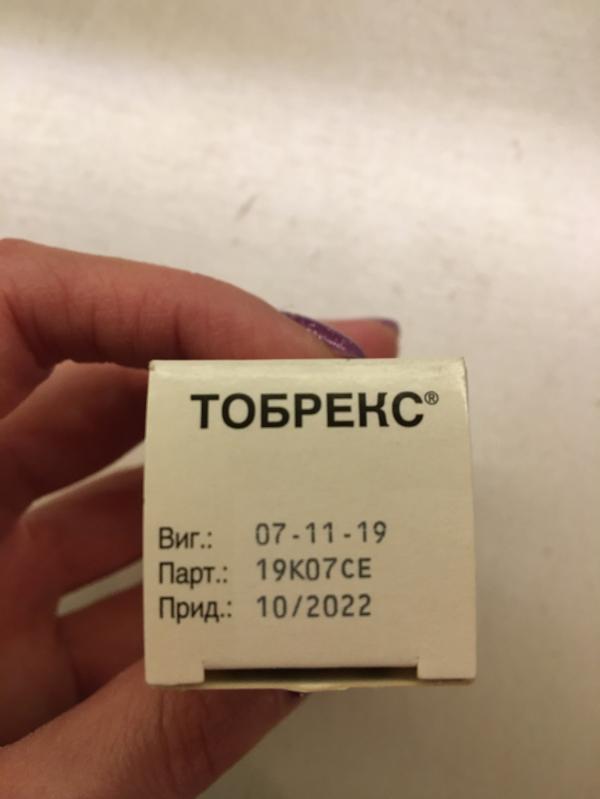 ТОБРЕКС®
Виг.: 07-11-19
Парт.: 19K07CE
Прид.: 10/2022